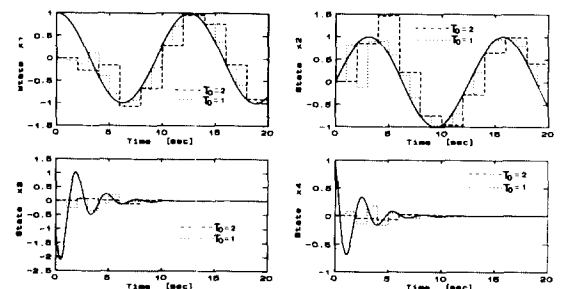 State x1
1
0.5
0
-0.5
-1
-1.5
0 5 10 15 20
Time [sec]
T0=2
T0=1
State x2
1.5
1
0.5
0
-0.5
-1
0 5 10 15 20
Time [sec]
T0=2
T0=1
State x3
1.5
1
0.5
0
-0.5
-1
-1.5
-2
-2.5
0 5 10 15 20
Time [sec]
T0=2
T0=1
State x4
1
0.5
0
-0.5
-1
0 5 10 15 20
Time [sec]
T0=2
T0=1